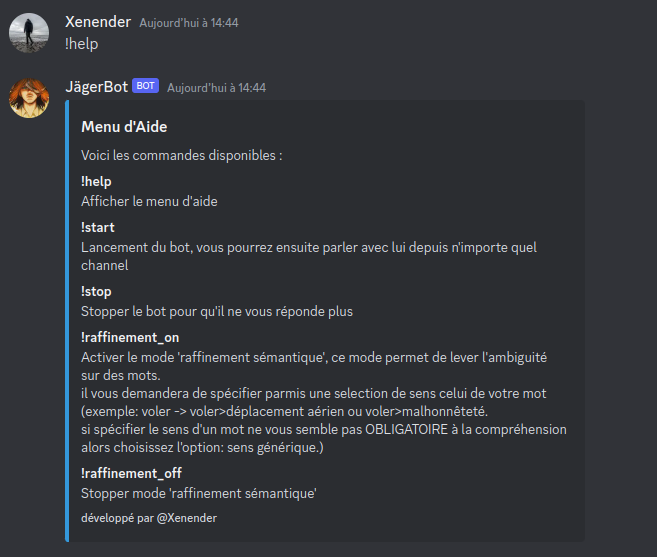 Xenender Aujourd'hui à 14:44
!help
JägerBot BOT Aujourd'hui à 14:44
Menu d'Aide
Voici les commandes disponibles :
!help
Afficher le menu d'aide
!start
Lancement du bot, vous pourrez ensuite parler avec lui depuis n'importe quel
channel
!stop
Stopper le bot pour qu'il ne vous réponde plus
!raffinement_on
Activer le mode 'raffinement sémantique', ce mode permet de lever l'ambiguité
sur des mots.
il vous demandera de spécifier parmis une selection de sens celui de votre mot
(exemple: voler -> voler>déplacement aérien ou voler>malhonnêteté.
si spécifier le sens d'un mot ne vous semble pas OBLIGATOIRE à la compréhension
alors choisissez l'option: sens générique.)
!raffinement_off
Stopper mode 'raffinement sémantique'
développé par @Xenender